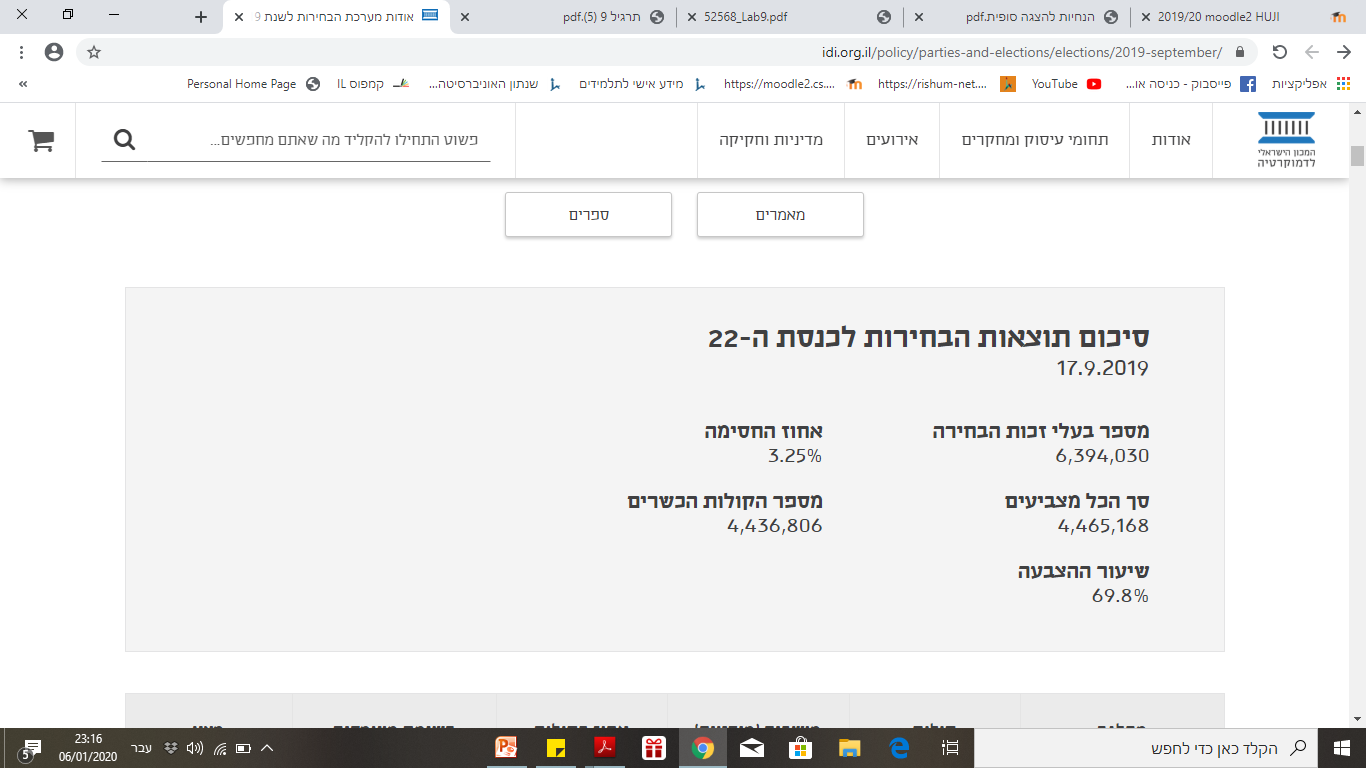 2019/20 moodle2 HUJI
הנחיות להצגה סופית.pdf
52568_Lab9.pdf
תרגיל 9 (5).pdf
אודות מערכת הבחירות לשנת 9
idi.org.il/policy/parties-and-elections/elections/2019-september/
אפליקציות
פייסבוק - כניסה או...
YouTube
https://rishum-net....
https://moodle2.cs....
מידע אישי לתלמידים
שנתון האוניברסיטה...
קמפוס IL
Personal Home Page
המכון הישראלי
לדמוקרטיה
אודות
תחומי עיסוק ומחקרים
אירועים
מדיניות וחקיקה
פשוט התחילו להקליד מה שאתם מחפשים...
מאמרים
ספרים
סיכום תוצאות הבחירות לכנסת ה-22
17.9.2019
מספר בעלי זכות הבחירה
6,394,030
אחוז החסימה
3.25%
סך הכל מצביעים
4,465,168
מספר הקולות הכשרים
4,436,806
שיעור ההצבעה
69.8%
הקלד כאן כדי לחפש
עבר
23:16
06/01/2020
5